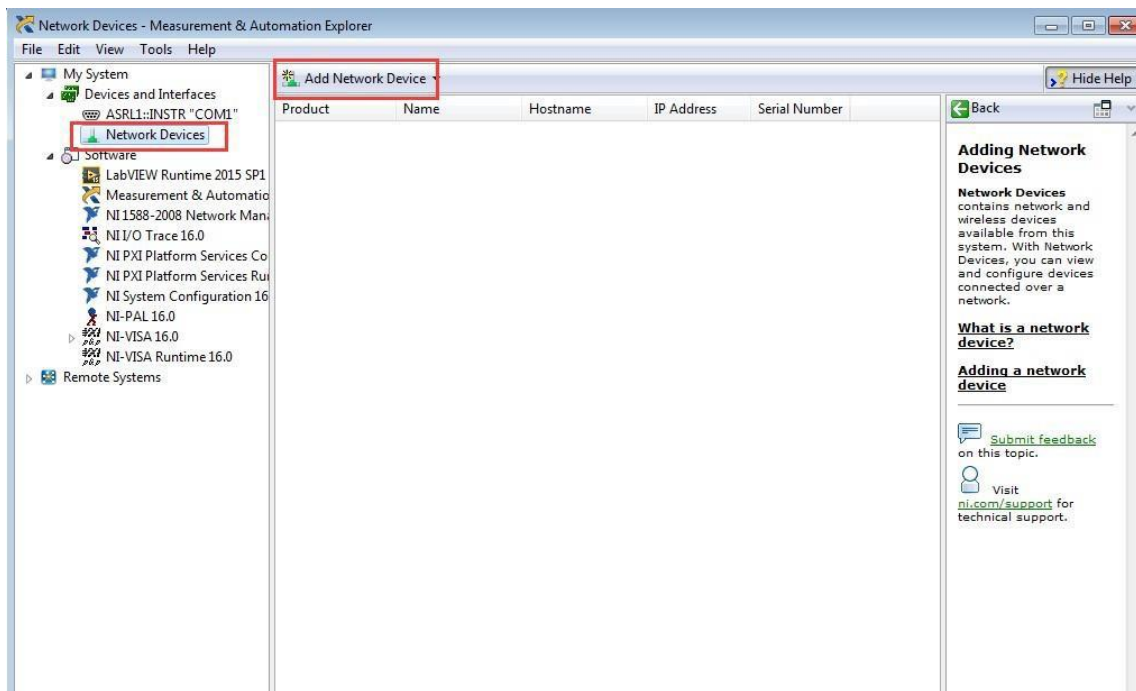 Network Devices - Measurement & Automation Explorer
File Edit View Tools Help
My System
Devices and Interfaces
ASRL1::INSTR "COM1"
Network Devices
Software
LabVIEW Runtime 2015 SP1
Measurement & Automatio
NI 1588-2008 Network Mana
NI I/O Trace 16.0
NI PXI Platform Services Co
NI PXI Platform Services Ru
NI System Configuration 16
NI-PAL 16.0
NI-VISA 16.0
NI-VISA Runtime 16.0
Remote Systems
Add Network Device
Hide Help
Product Name Hostname IP Address Serial Number
Back
Adding Network
Devices
Network Devices
contains network and
wireless devices
available from this
system. With Network
Devices, you can view
and configure devices
connected over a
network.
What is a network
device?
Adding a network
device
Submit feedback
on this topic.
Visit
ni.com/support for
technical support.